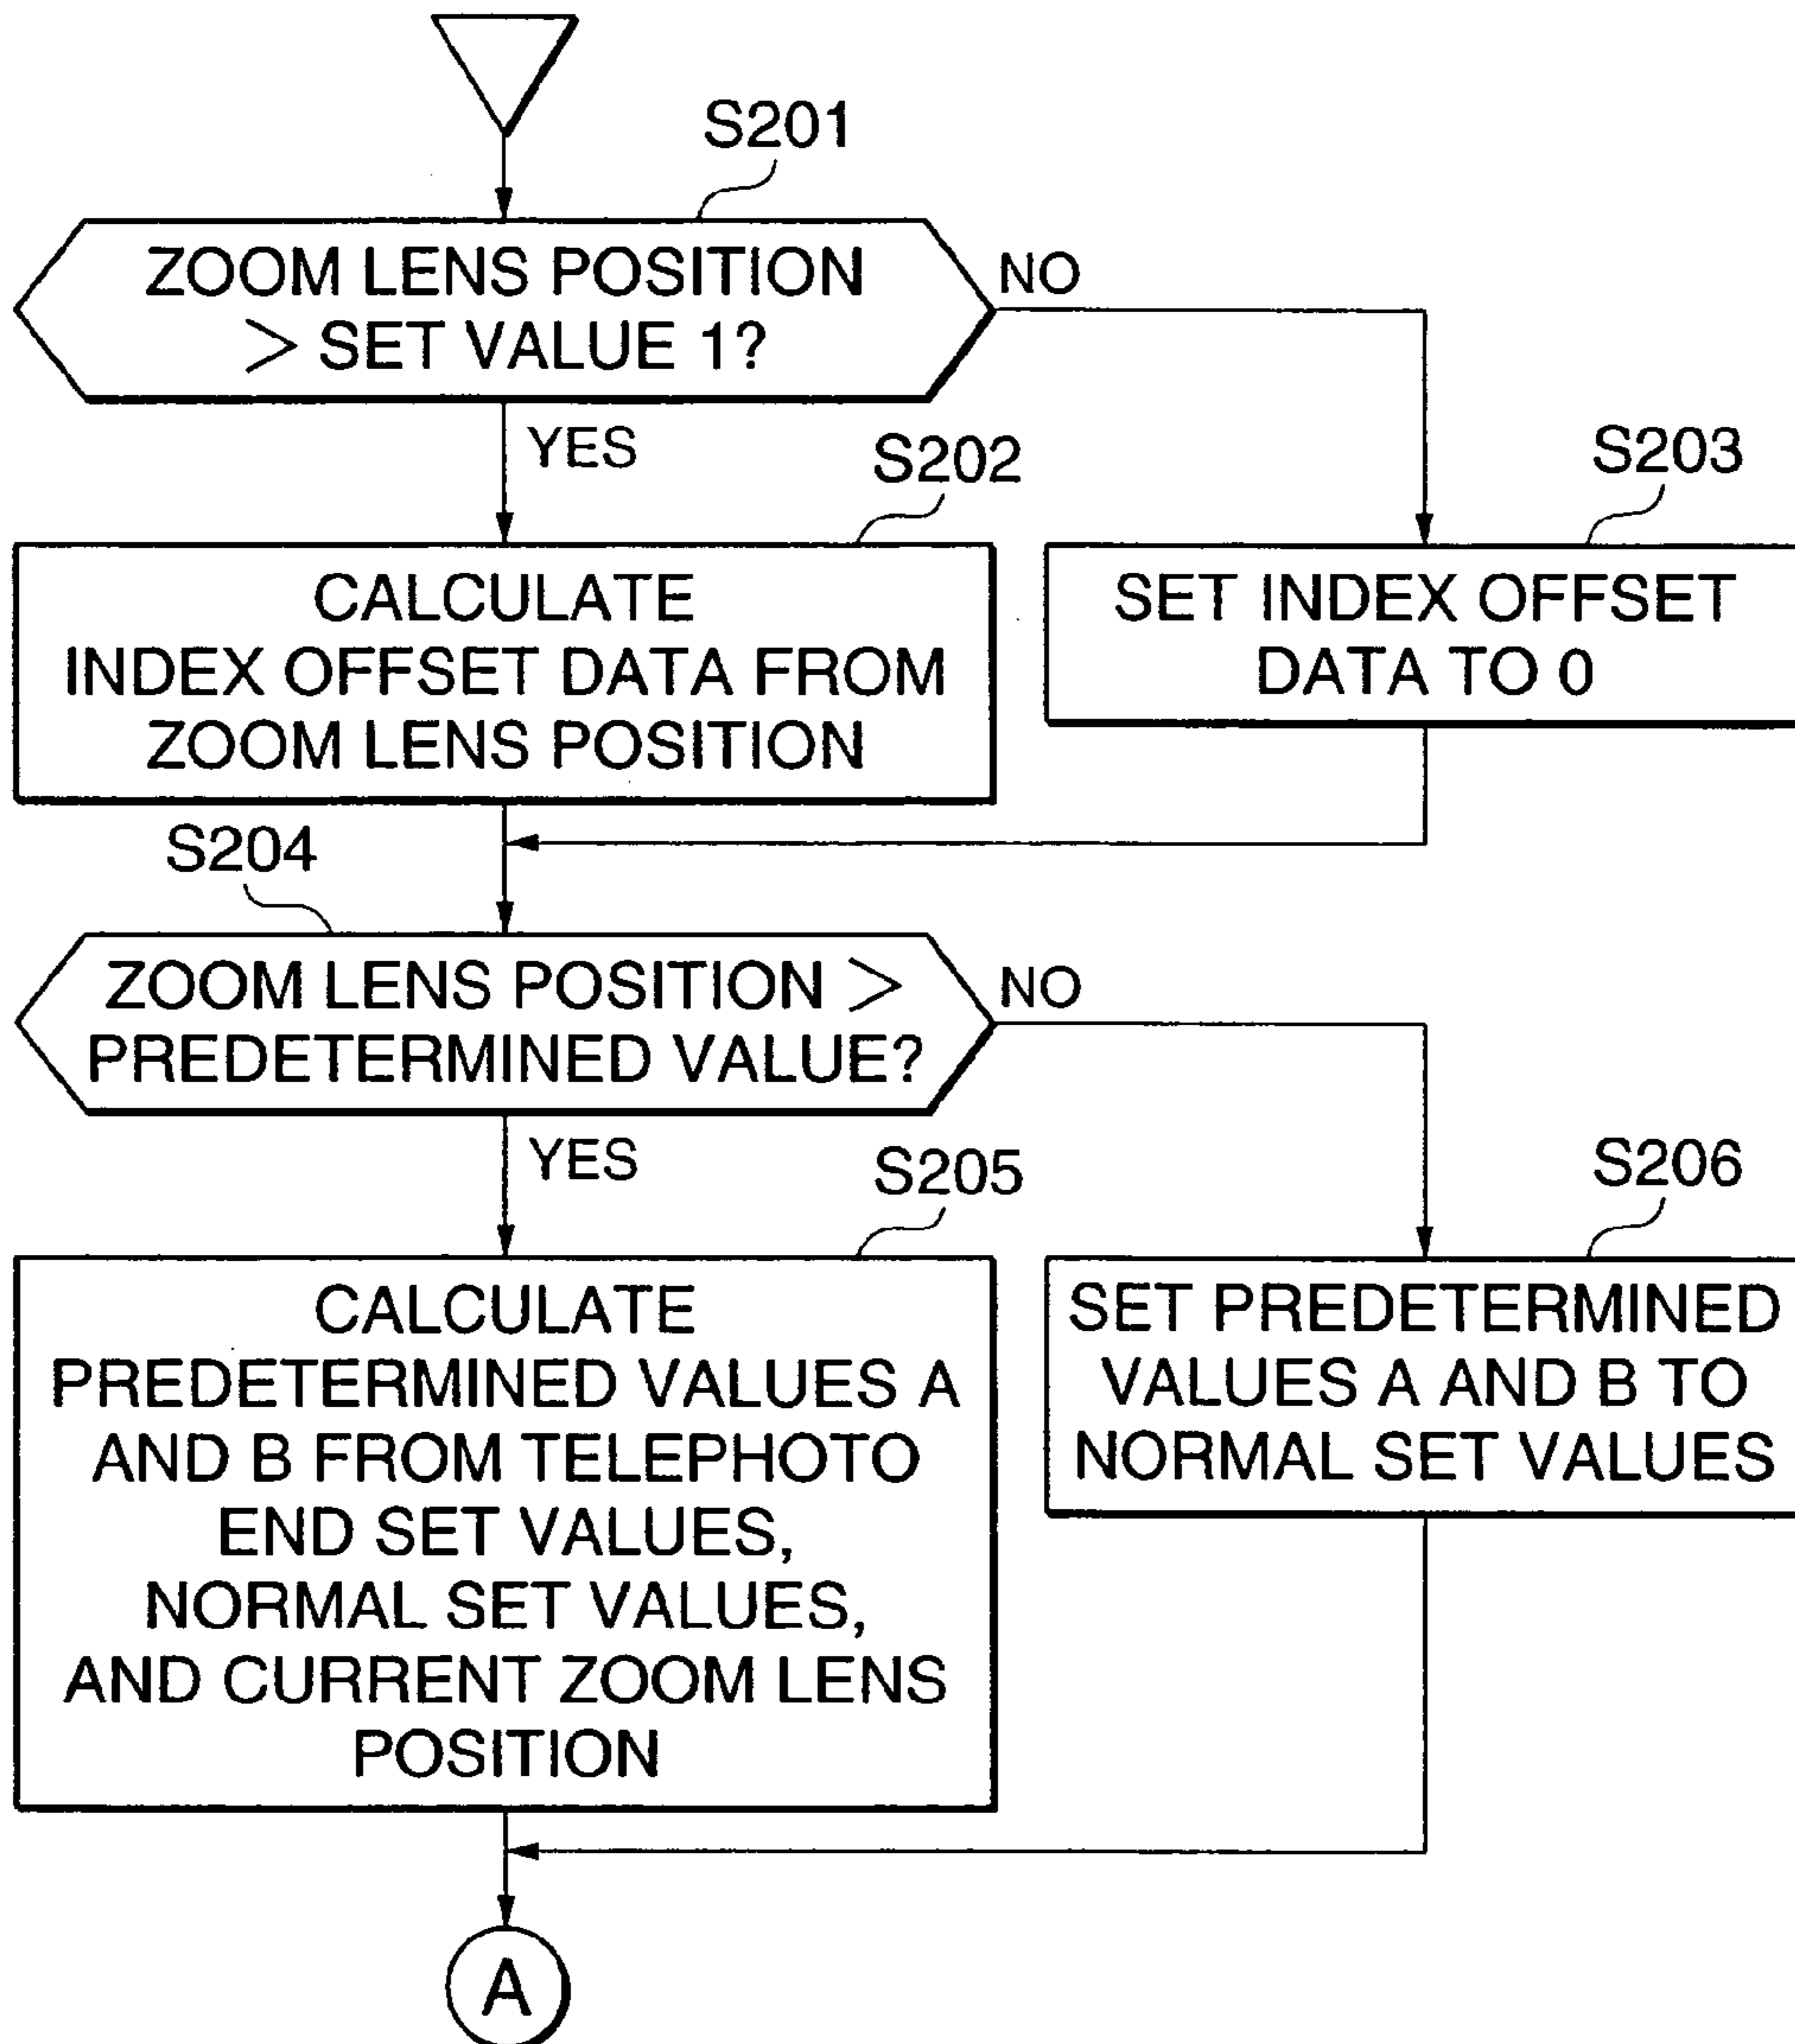 S201
ZOOM LENS POSITION
> SET VALUE 1?
NO
YES
S202
S203
CALCULATE
INDEX OFFSET DATA FROM
ZOOM LENS POSITION
SET INDEX OFFSET
DATA TO 0
S204
ZOOM LENS POSITION >
PREDETERMINED VALUE?
NO
YES
S205
S206
CALCULATE
PREDETERMINED VALUES A
AND B FROM TELEPHOTO
END SET VALUES,
NORMAL SET VALUES,
AND CURRENT ZOOM LENS
POSITION
SET PREDETERMINED
VALUES A AND B TO
NORMAL SET VALUES
A